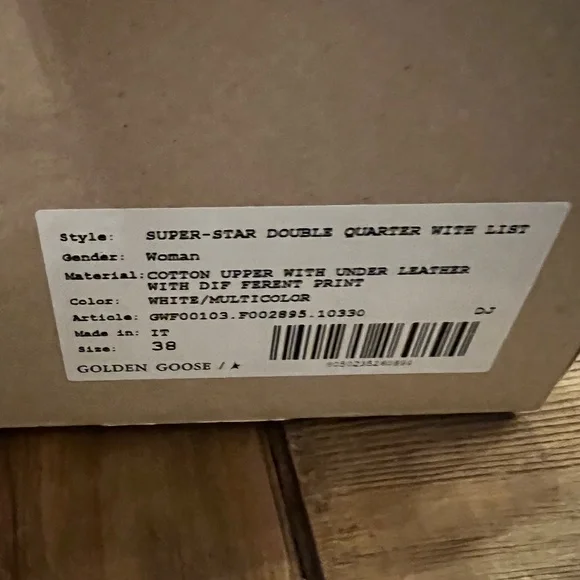 Style: SUPER-STAR DOUBLE QUARTER WITH LIST
Gender: Woman
Material: COTTON UPPER WITH UNDER LEATHER
WITH DIF FERENT PRINT
Color: WHITE/MULTICOLOR
Article: GWF00103.F002895.10330
DJ
Made in: IT
Size: 38
GOLDEN GOOSE / ★